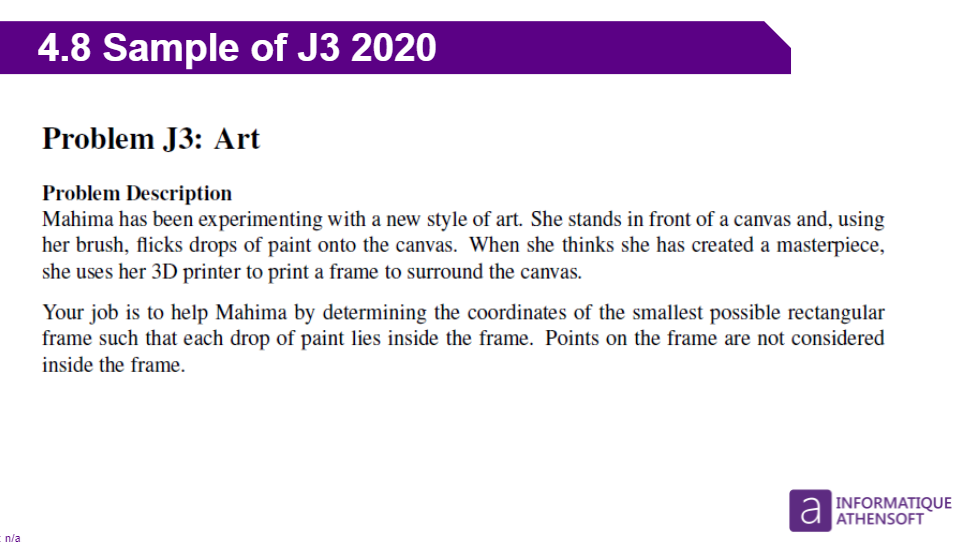 4.8 Sample of J3 2020
Problem J3: Art
Problem Description
Mahima has been experimenting with a new style of art. She stands in front of a canvas and, using
her brush, flicks drops of paint onto the canvas. When she thinks she has created a masterpiece,
she uses her 3D printer to print a frame to surround the canvas.
Your job is to help Mahima by determining the coordinates of the smallest possible rectangular
frame such that each drop of paint lies inside the frame. Points on the frame are not considered
inside the frame.
a INFORMATIQUE
ATHENSOFT
: n/a